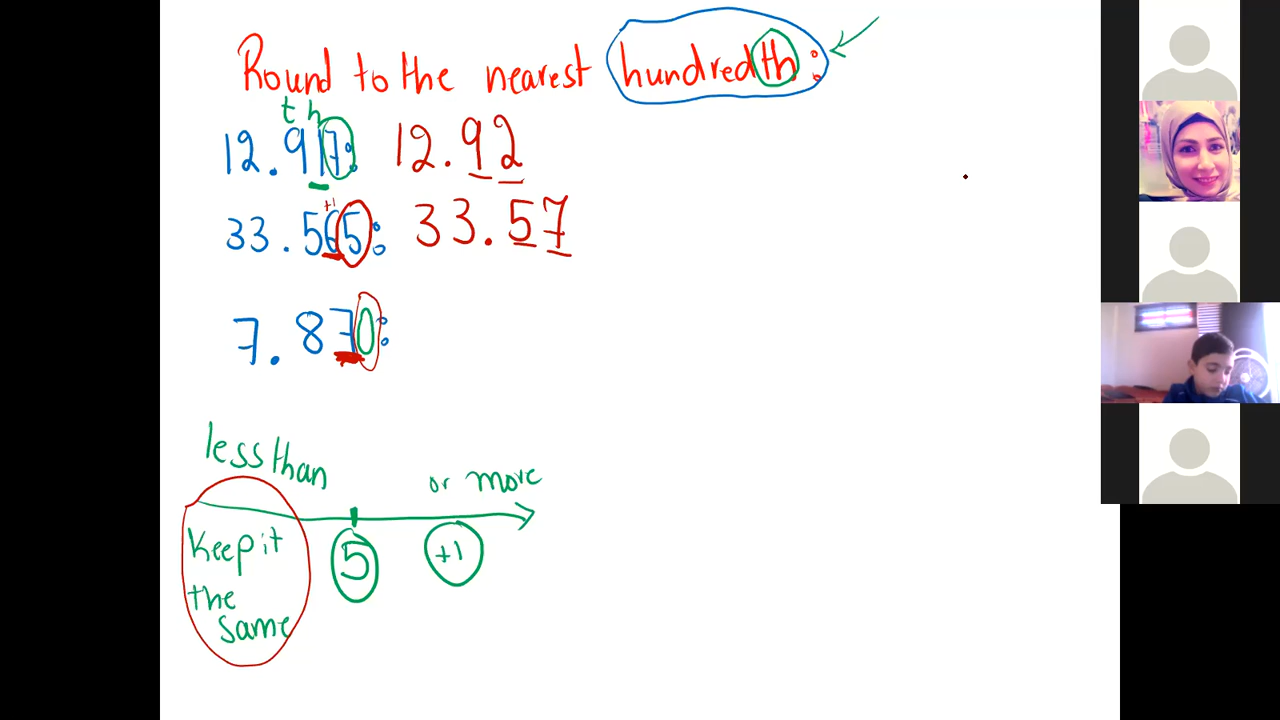 Round to the nearest hundredth:
t h
12.917: 12.92
+1
33.565: 33.57
7.870:
less than
or more
Keep it
5
+1
the
same